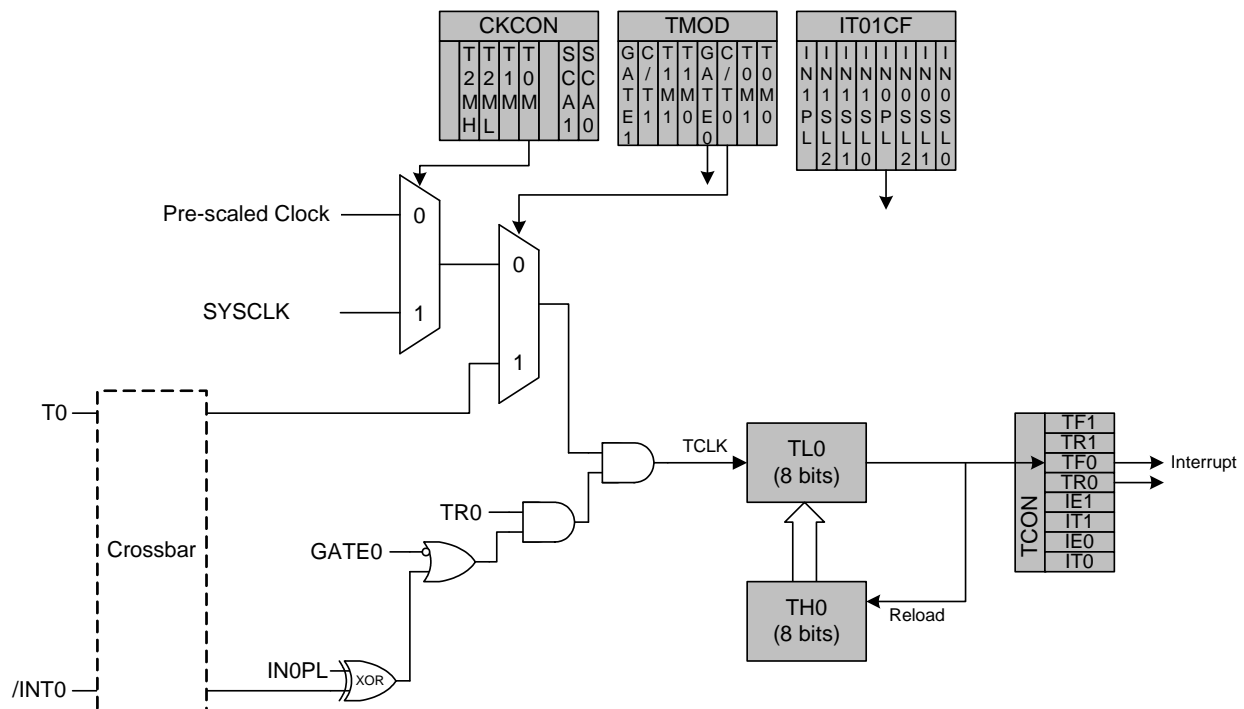 CKCON
T2MH
T2ML
T1M
T0M
SCA1
SCA0
TMOD
GATE1
C/T1
T1M1
T1M0
GATE0
C/T0
T0M1
T0M0
IT01CF
IN1PL
IN1SL2
IN1SL1
IN1SL0
IN0PL
IN0SL2
IN0SL1
IN0SL0
Pre-scaled Clock
0
SYSCLK
1
0
1
T0
Crossbar
/INT0
TR0
GATE0
IN0PL
XOR
TCLK
TL0
(8 bits)
TH0
(8 bits)
Reload
TCON
TF1
TR1
TF0
TR0
IE1
IT1
IE0
IT0
Interrupt